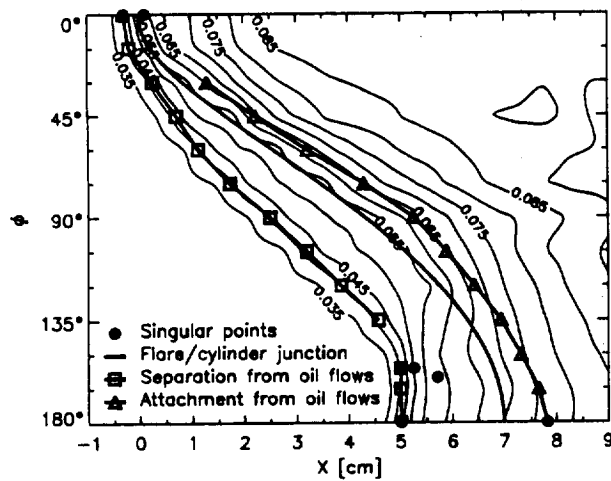 0°
45°
90°
135°
180°
ϕ
0.035
0.045
0.055
0.065
0.075
0.085
0.085
0.075
0.065
0.065
0.045
0.035
● Singular points
Flare/cylinder junction
Separation from oil flows
Attachment from oil flows
-1 0 1 2 3 4 5 6 7 8 9
X [cm]